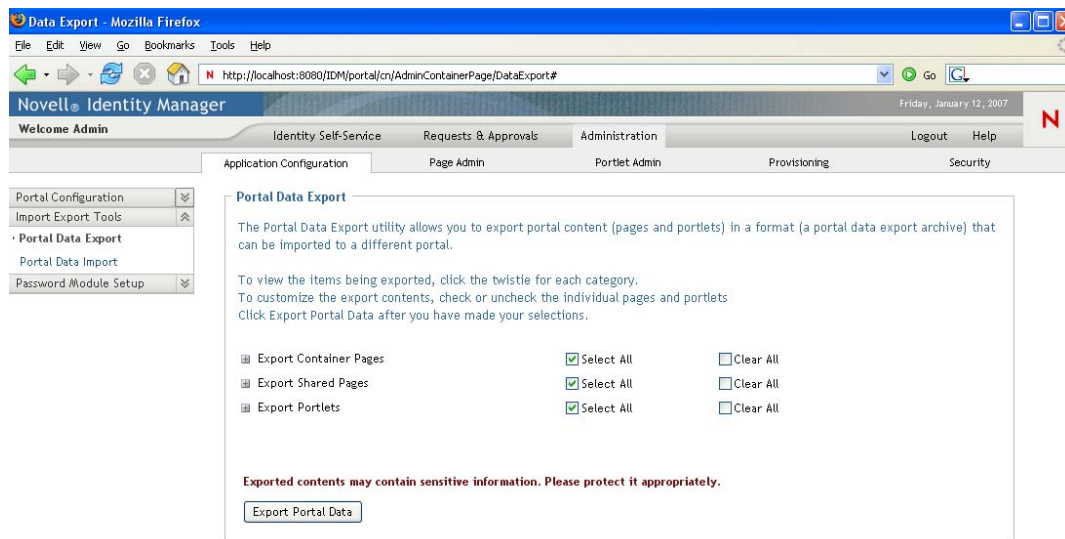 Data Export - Mozilla Firefox
File Edit View Go Bookmarks Tools Help
N http://localhost:8080/IDM/portal/cn/AdminContainerPage/DataExport# Go G
Novell® Identity Manager Friday, January 12, 2007
N
Welcome Admin Identity Self-Service Requests & Approvals Administration Logout Help
Application Configuration Page Admin Portlet Admin Provisioning Security
Portal Configuration
Import Export Tools
Portal Data Export
Portal Data Import
Password Module Setup
Portal Data Export
The Portal Data Export utility allows you to export portal content (pages and portlets) in a format (a portal data export archive) that
can be imported to a different portal.
To view the items being exported, click the twistie for each category.
To customize the export contents, check or uncheck the individual pages and portlets
Click Export Portal Data after you have made your selections.
Export Container Pages Select All Clear All
Export Shared Pages Select All Clear All
Export Portlets Select All Clear All
Exported contents may contain sensitive information. Please protect it appropriately.
Export Portal Data